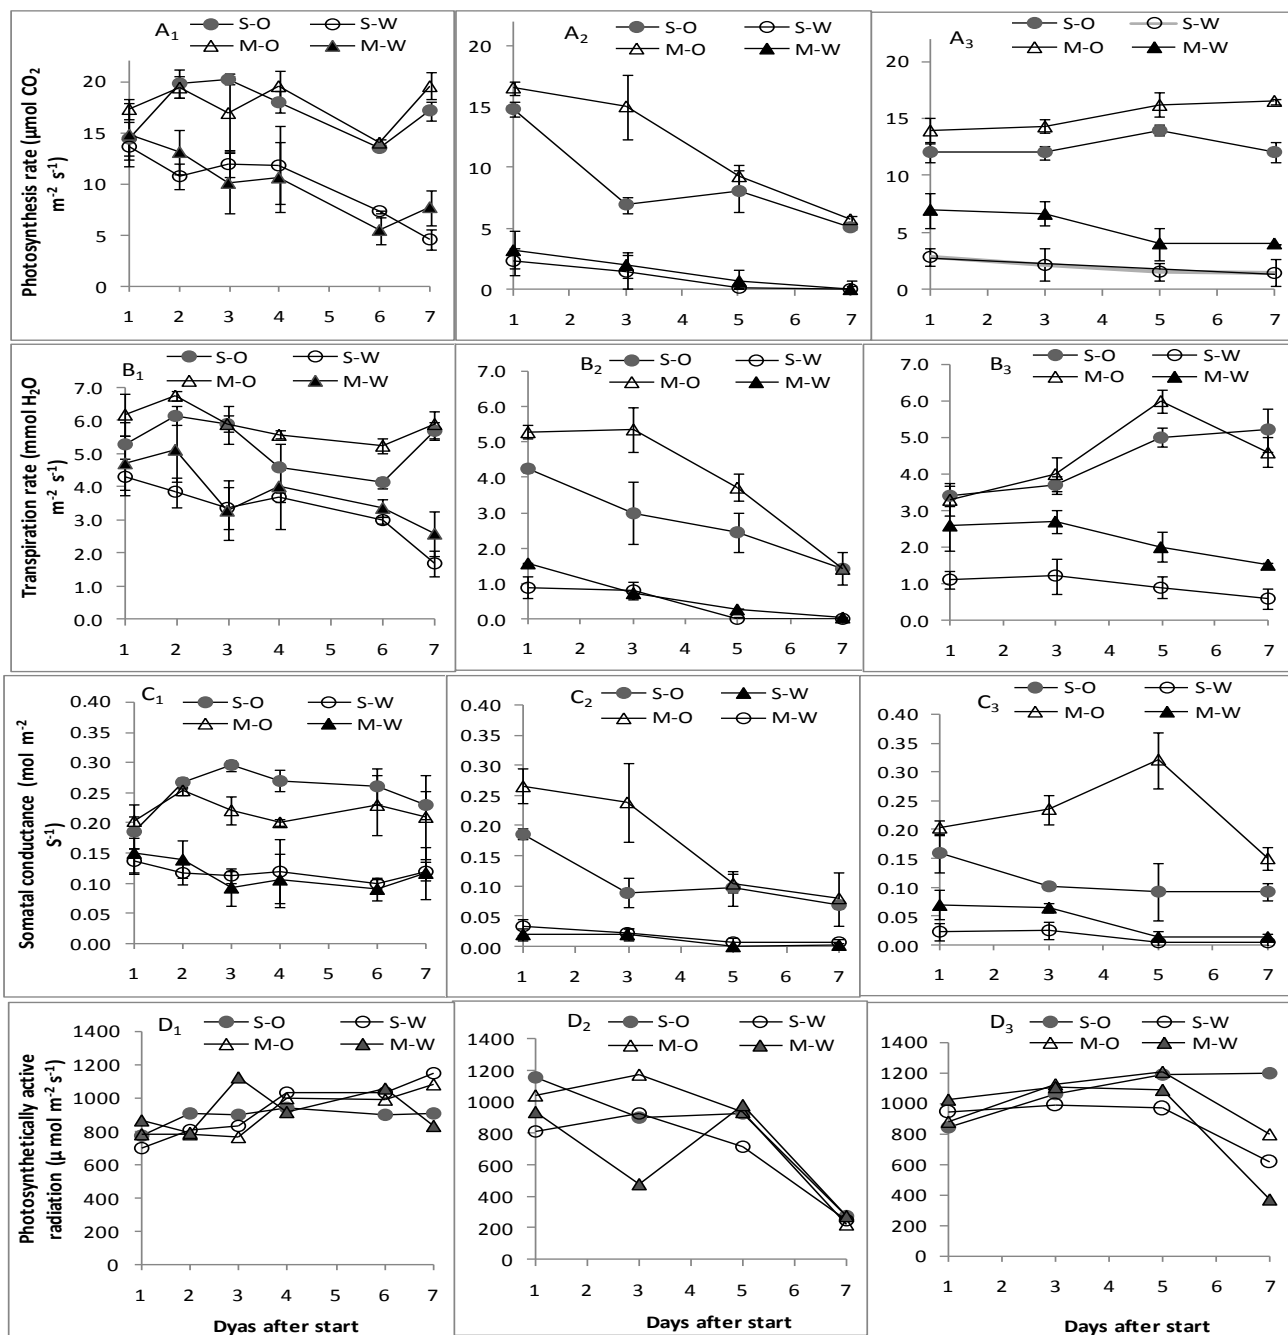 A₁ S-O S-W
M-O M-W
Photosynthesis rate (µmol CO₂
m⁻² s⁻¹)
20
15
10
5
0
1 2 3 4 5 6 7
A₂ S-O S-W
M-O M-W
20
15
10
5
0
1 2 3 4 5 6 7
A₃ S-O S-W
M-O M-W
20
15
10
5
0
1 2 3 4 5 6 7
B₁ S-O S-W
M-O M-W
Transpiration rate (mmol H₂O
m⁻² s⁻¹)
7.0
6.0
5.0
4.0
3.0
2.0
1.0
0.0
1 2 3 4 5 6 7
B₂ S-O S-W
M-O M-W
7.0
6.0
5.0
4.0
3.0
2.0
1.0
0.0
1 2 3 4 5 6 7
B₃ S-O S-W
M-O M-W
7.0
6.0
5.0
4.0
3.0
2.0
1.0
0.0
1 2 3 4 5 6 7
C₁ S-O S-W
M-O M-W
Somatal conductance (mol m⁻²
S⁻¹)
0.40
0.35
0.30
0.25
0.20
0.15
0.10
0.05
0.00
1 2 3 4 5 6 7
C₂ S-O S-W
M-O M-W
0.40
0.35
0.30
0.25
0.20
0.15
0.10
0.05
0.00
1 2 3 4 5 6 7
C₃ S-O S-W
M-O M-W
0.40
0.35
0.30
0.25
0.20
0.15
0.10
0.05
0.00
1 2 3 4 5 6 7
D₁ S-O S-W
M-O M-W
Photosynthetically active
radiation (µ mol m⁻² s⁻¹)
1400
1200
1000
800
600
400
200
0
1 2 3 4 5 6 7
Dyas after start
D₂ S-O S-W
M-O M-W
1400
1200
1000
800
600
400
200
0
1 2 3 4 5 6 7
Days after start
D₃ S-O S-W
M-O M-W
1400
1200
1000
800
600
400
200
0
1 2 3 4 5 6 7
Days after start